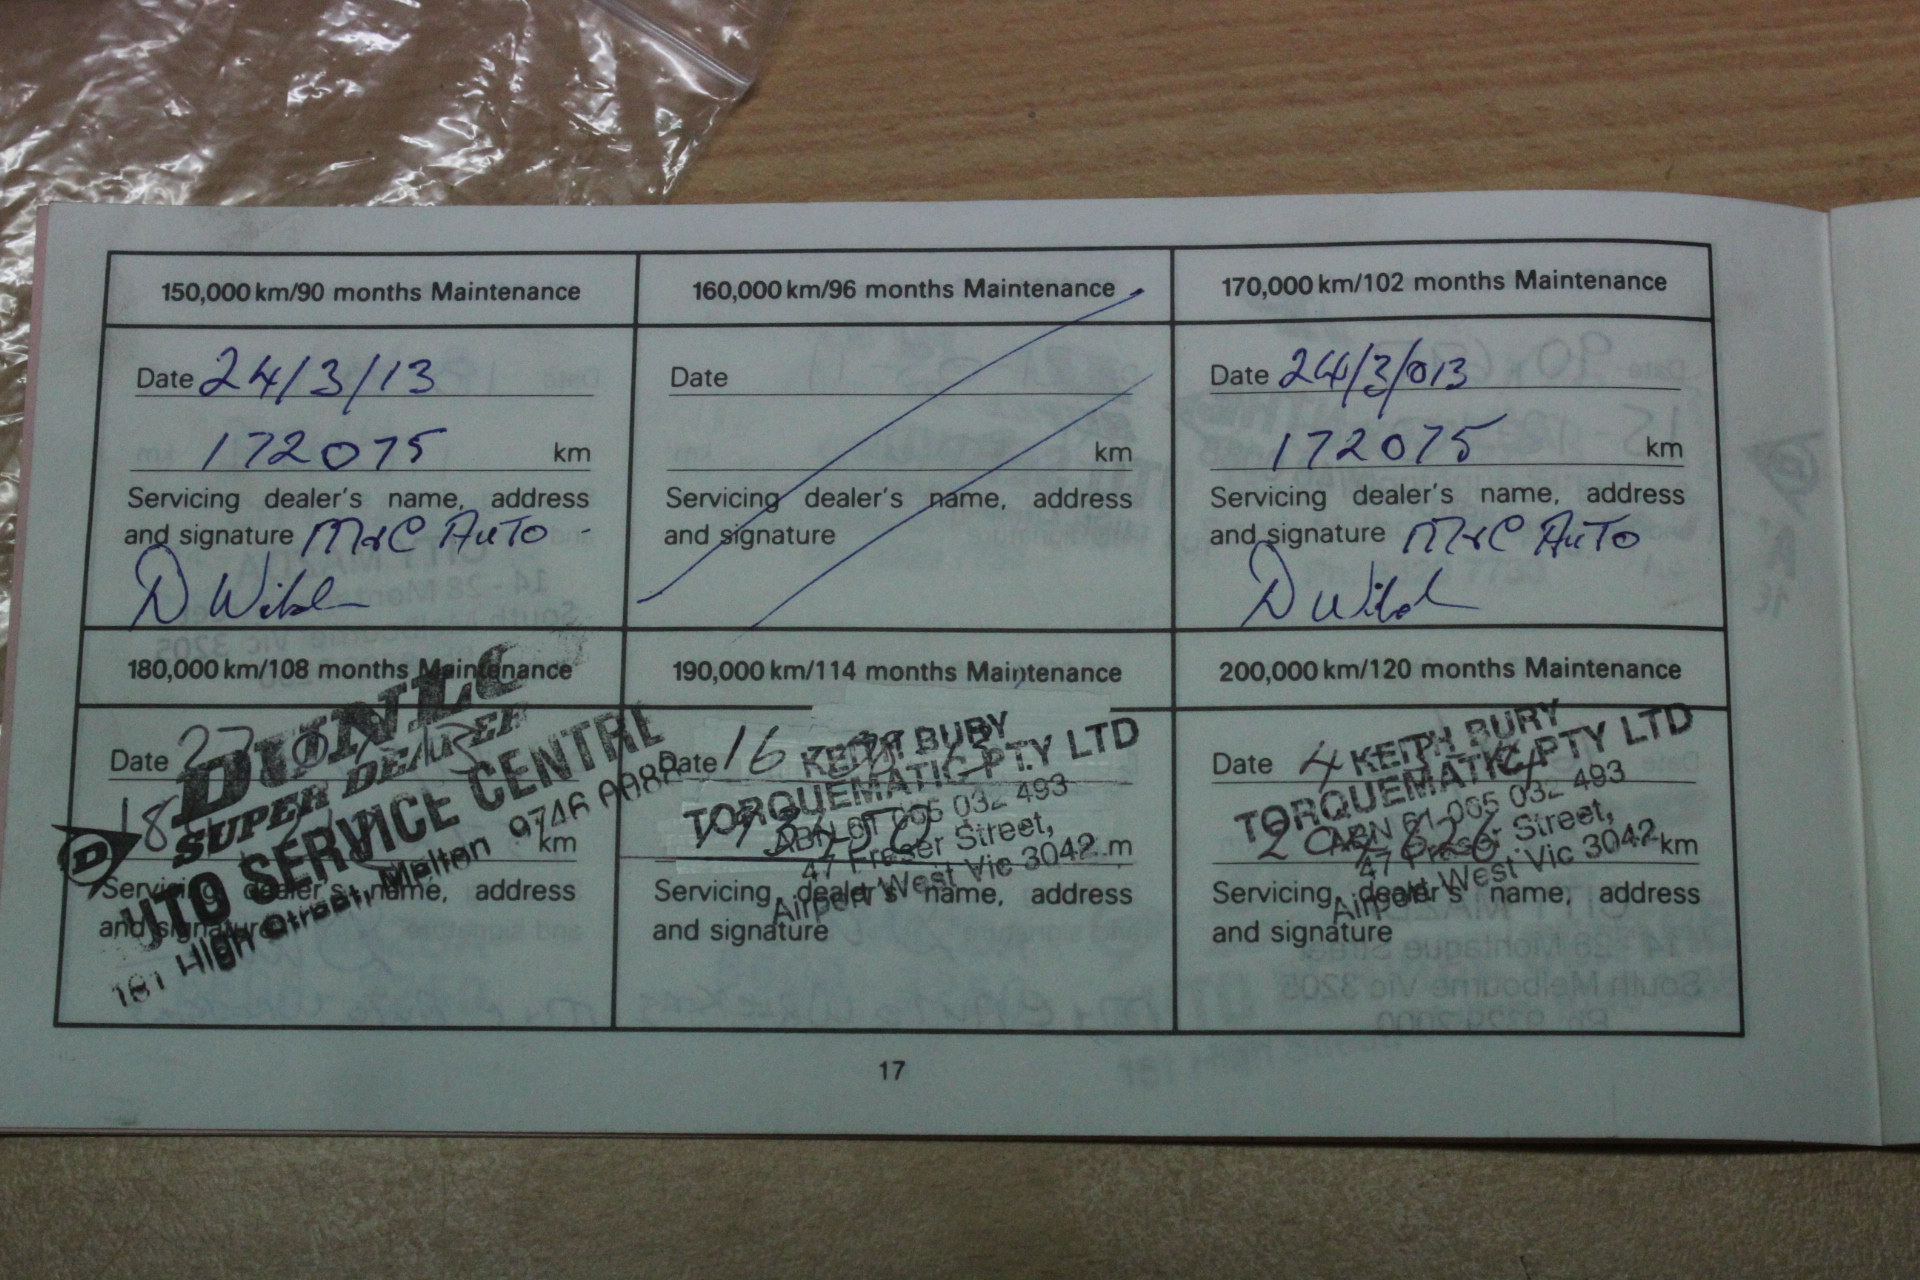 150,000 km/90 months Maintenance
Date 24/3/13
172075 km
Servicing dealer's name, address
and signature M&C AUTO -
D Wilson
160,000 km/96 months Maintenance
Date
km
Servicing dealer's name, address
and signature
170,000 km/102 months Maintenance
Date 24/3/013
172075 km
Servicing dealer's name, address
and signature M&C AUTO
D Wilson
180,000 km/108 months Maintenance
Date
km
Servicing dealer's name, address
and signature
SUPER DEALER
SERVICE CENTRE
181 High Street, Melton 9746
190,000 km/114 months Maintenance
Date 16
Servicing dealer's name, address
and signature
KEITH BURY
TORQUEMATIC PTY LTD
ABN 61 005 032 493
47 Fraser Street,
Airport West Vic 3042
200,000 km/120 months Maintenance
Date 4
km
Servicing dealer's name, address
and signature
KEITH BURY
TORQUEMATIC PTY LTD
ABN 61 005 032 493
47 Fraser Street,
Airport West Vic 3042
17